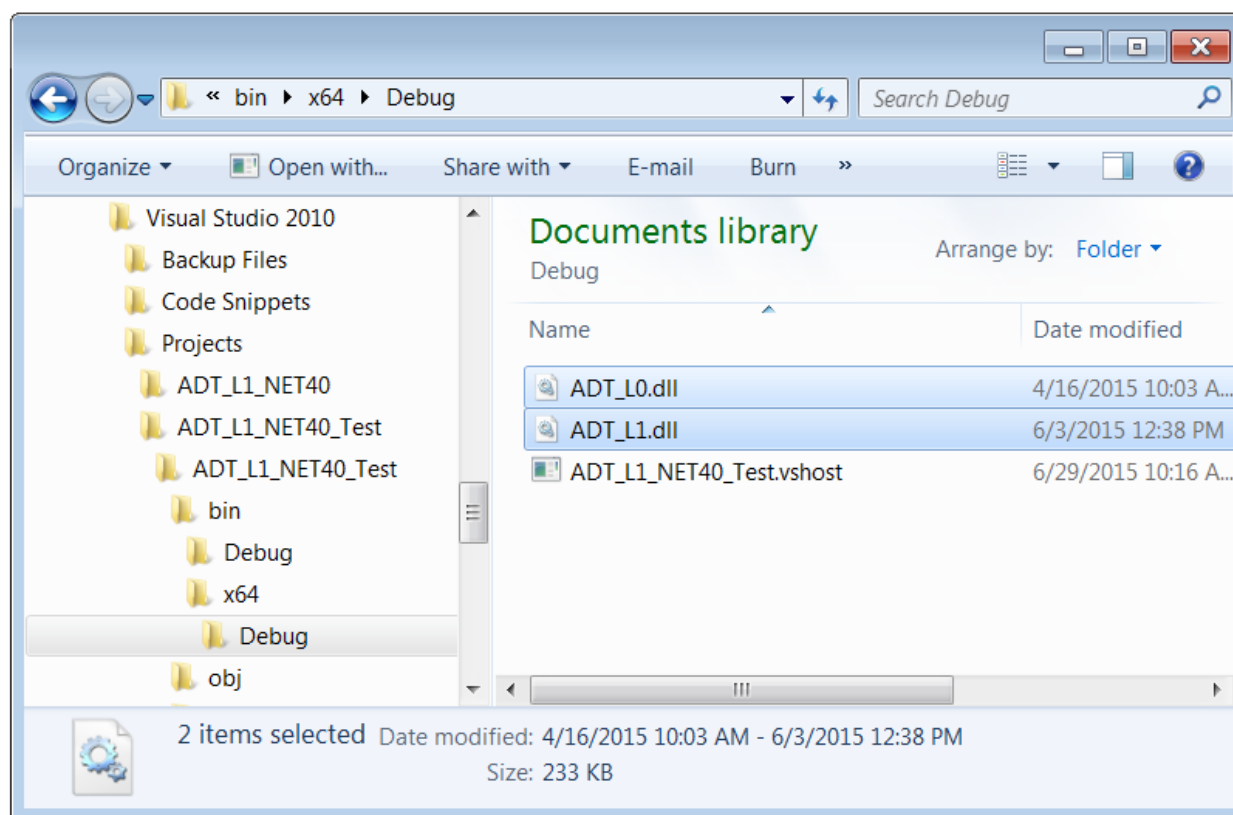 « bin x64 Debug
Search Debug
Organize Open with... Share with E-mail Burn »
Visual Studio 2010
Backup Files
Code Snippets
Projects
ADT_L1_NET40
ADT_L1_NET40_Test
ADT_L1_NET40_Test
bin
Debug
x64
Debug
obj
Documents library
Debug
Arrange by: Folder
Name Date modified
ADT_L0.dll 4/16/2015 10:03 A...
ADT_L1.dll 6/3/2015 12:38 PM
ADT_L1_NET40_Test.vshost 6/29/2015 10:16 A...
2 items selected Date modified: 4/16/2015 10:03 AM - 6/3/2015 12:38 PM
Size: 233 KB